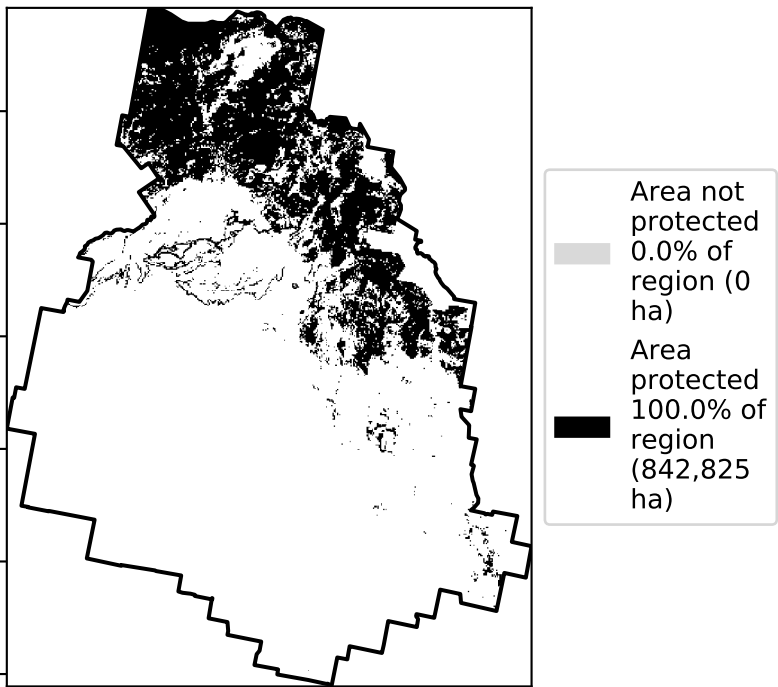 Area not
protected
0.0% of
region (0
ha)
Area
protected
100.0% of
region
(842,825
ha)